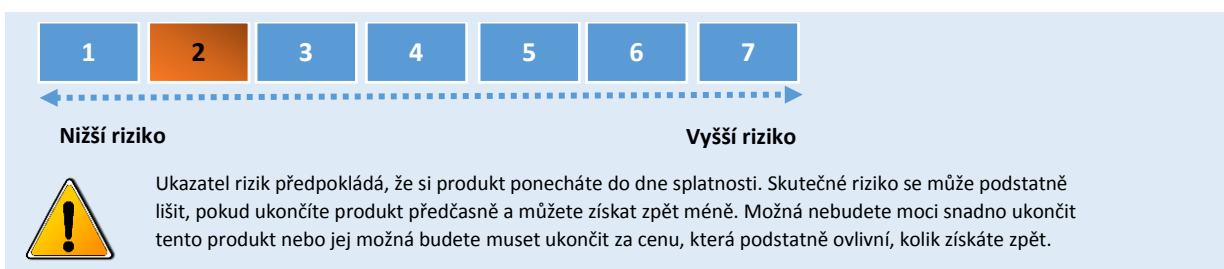 1 2 3 4 5 6 7
Nižší riziko Vyšší riziko
Ukazatel rizik předpokládá, že si produkt ponecháte do dne splatnosti. Skutečné riziko se může podstatně
lišit, pokud ukončíte produkt předčasně a můžete získat zpět méně. Možná nebudete moci snadno ukončit
tento produkt nebo jej možná budete muset ukončit za cenu, která podstatně ovlivní, kolik získáte zpět.